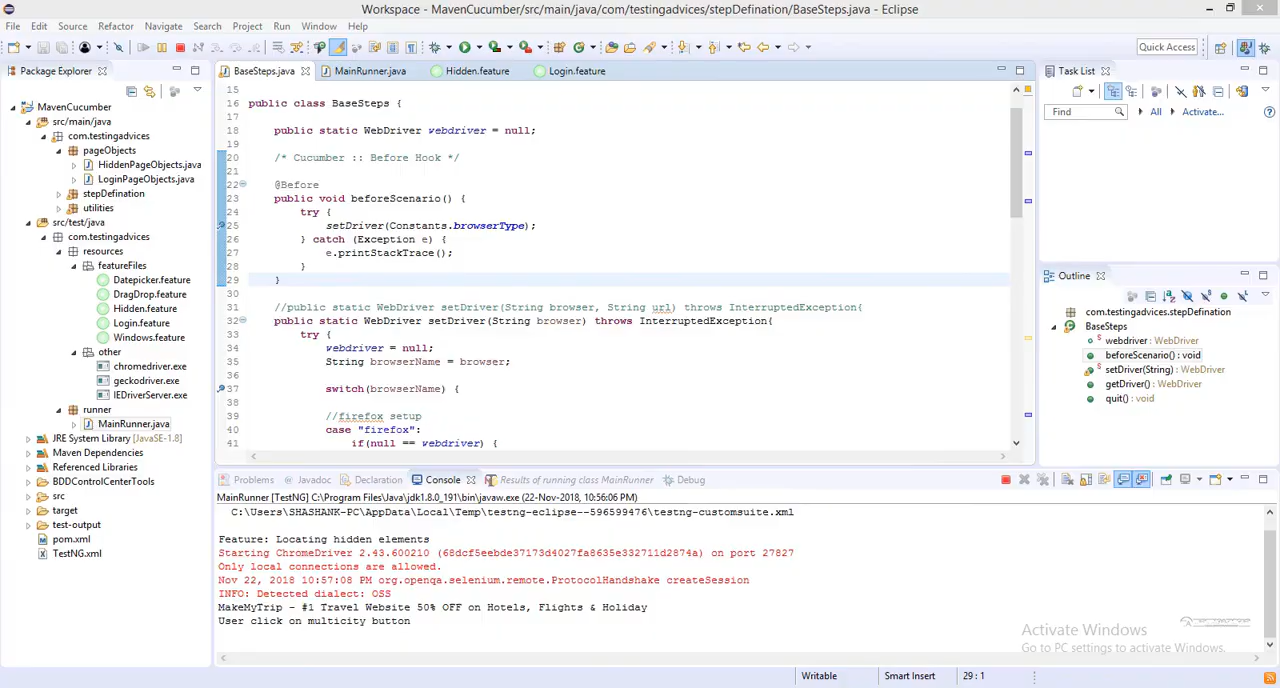 Workspace - MavenCucumber/src/main/java/com/testingadvices/stepDefination/BaseSteps.java - Eclipse
File Edit Source Refactor Navigate Search Project Run Window Help
Quick Access
Package Explorer
MavenCucumber
src/main/java
com.testingadvices
pageObjects
HiddenPageObjects.java
LoginPageObjects.java
stepDefination
utilities
src/test/java
com.testingadvices
resources
featureFiles
Datepicker.feature
DragDrop.feature
Hidden.feature
Login.feature
Windows.feature
other
chromedriver.exe
geckodriver.exe
IEDriverServer.exe
runner
MainRunner.java
JRE System Library [JavaSE-1.8]
Maven Dependencies
Referenced Libraries
BDDControlCenterTools
src
target
test-output
pom.xml
TestNG.xml
BaseSteps.java MainRunner.java Hidden.feature Login.feature
15
16 public class BaseSteps {
17
18 public static WebDriver webdriver = null;
19
20 /* Cucumber :: Before Hook */
21
22 @Before
23 public void beforeScenario() {
24 try {
25 setDriver(Constants.browserType);
26 } catch (Exception e) {
27 e.printStackTrace();
28 }
29 }
30
31 //public static WebDriver setDriver(String browser, String url) throws InterruptedException{
32 public static WebDriver setDriver(String browser) throws InterruptedException{
33 try {
34 webdriver = null;
35 String browserName = browser;
36
37 switch(browserName) {
38
39 //firefox setup
40 case "firefox":
41 if(null == webdriver) {
Task List
Find All Activate...
Outline
com.testingadvices.stepDefination
BaseSteps
webdriver : WebDriver
beforeScenario() : void
setDriver(String) : WebDriver
getDriver() : WebDriver
quit() : void
Problems Javadoc Declaration Console Results of running class MainRunner Debug
MainRunner [TestNG] C:\Program Files\Java\jdk1.8.0_191\bin\javaw.exe (22-Nov-2018, 10:56:06 PM)
C:\Users\SHASHANK-PC\AppData\Local\Temp\testng-eclipse--596599476\testng-customsuite.xml
Feature: Locating hidden elements
Starting ChromeDriver 2.43.600210 (68dcf5eebde37173d4027fa8635e332711d2874a) on port 27827
Only local connections are allowed.
Nov 22, 2018 10:57:08 PM org.openqa.selenium.remote.ProtocolHandshake createSession
INFO: Detected dialect: OSS
MakeMyTrip - #1 Travel Website 50% OFF on Hotels, Flights & Holiday
User click on multicity button
Activate Windows
Go to PC settings to activate Windows.
Writable Smart Insert 29 : 1